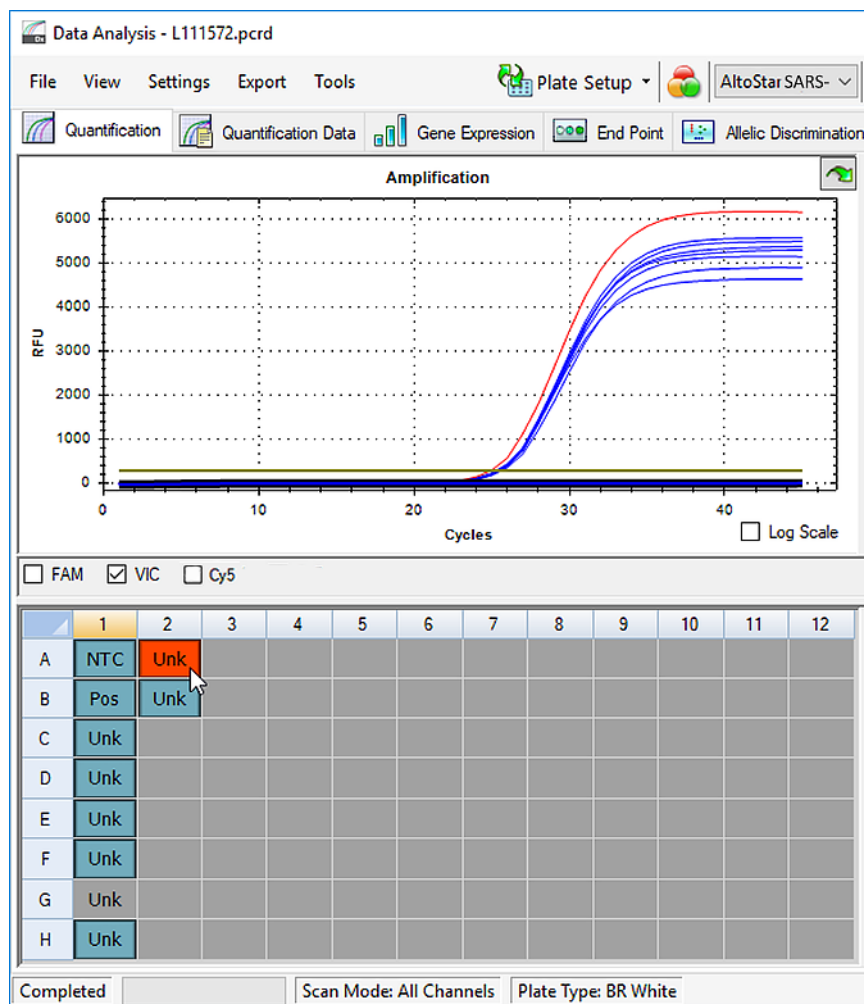 Data Analysis - L111572.pcrd
File View Settings Export Tools Plate Setup AltoStar SARS-
Quantification Quantification Data Gene Expression End Point Allelic Discrimination
Amplification
6000
5000
4000
3000
2000
1000
0
RFU
0 10 20 30 40
Cycles
Log Scale
FAM VIC Cy5
1 2 3 4 5 6 7 8 9 10 11 12
A NTC Unk
B Pos Unk
C Unk
D Unk
E Unk
F Unk
G Unk
H Unk
Completed Scan Mode: All Channels Plate Type: BR White